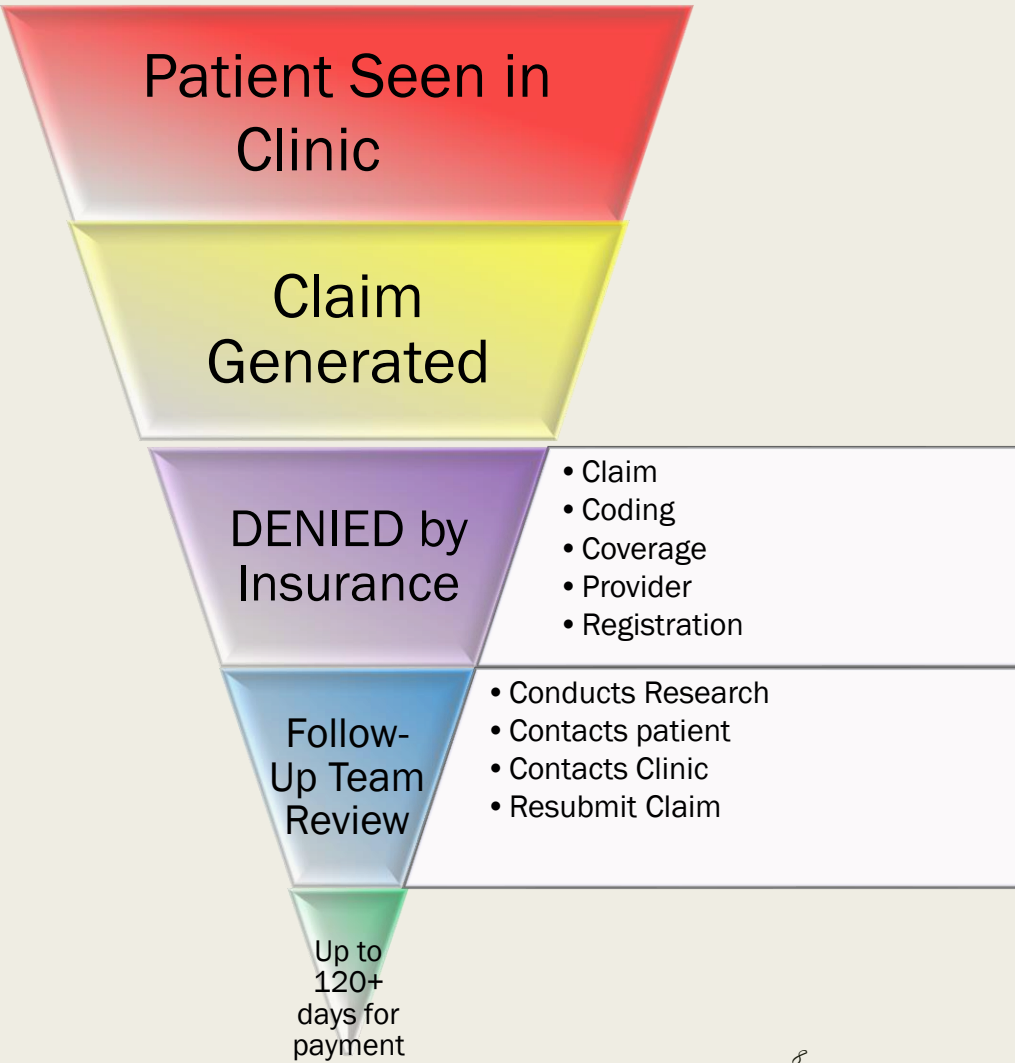 Patient Seen in
Clinic
Claim
Generated
DENIED by
Insurance
• Claim
• Coding
• Coverage
• Provider
• Registration
Follow-
Up Team
Review
• Conducts Research
• Contacts patient
• Contacts Clinic
• Resubmit Claim
Up to
120+
days for
payment